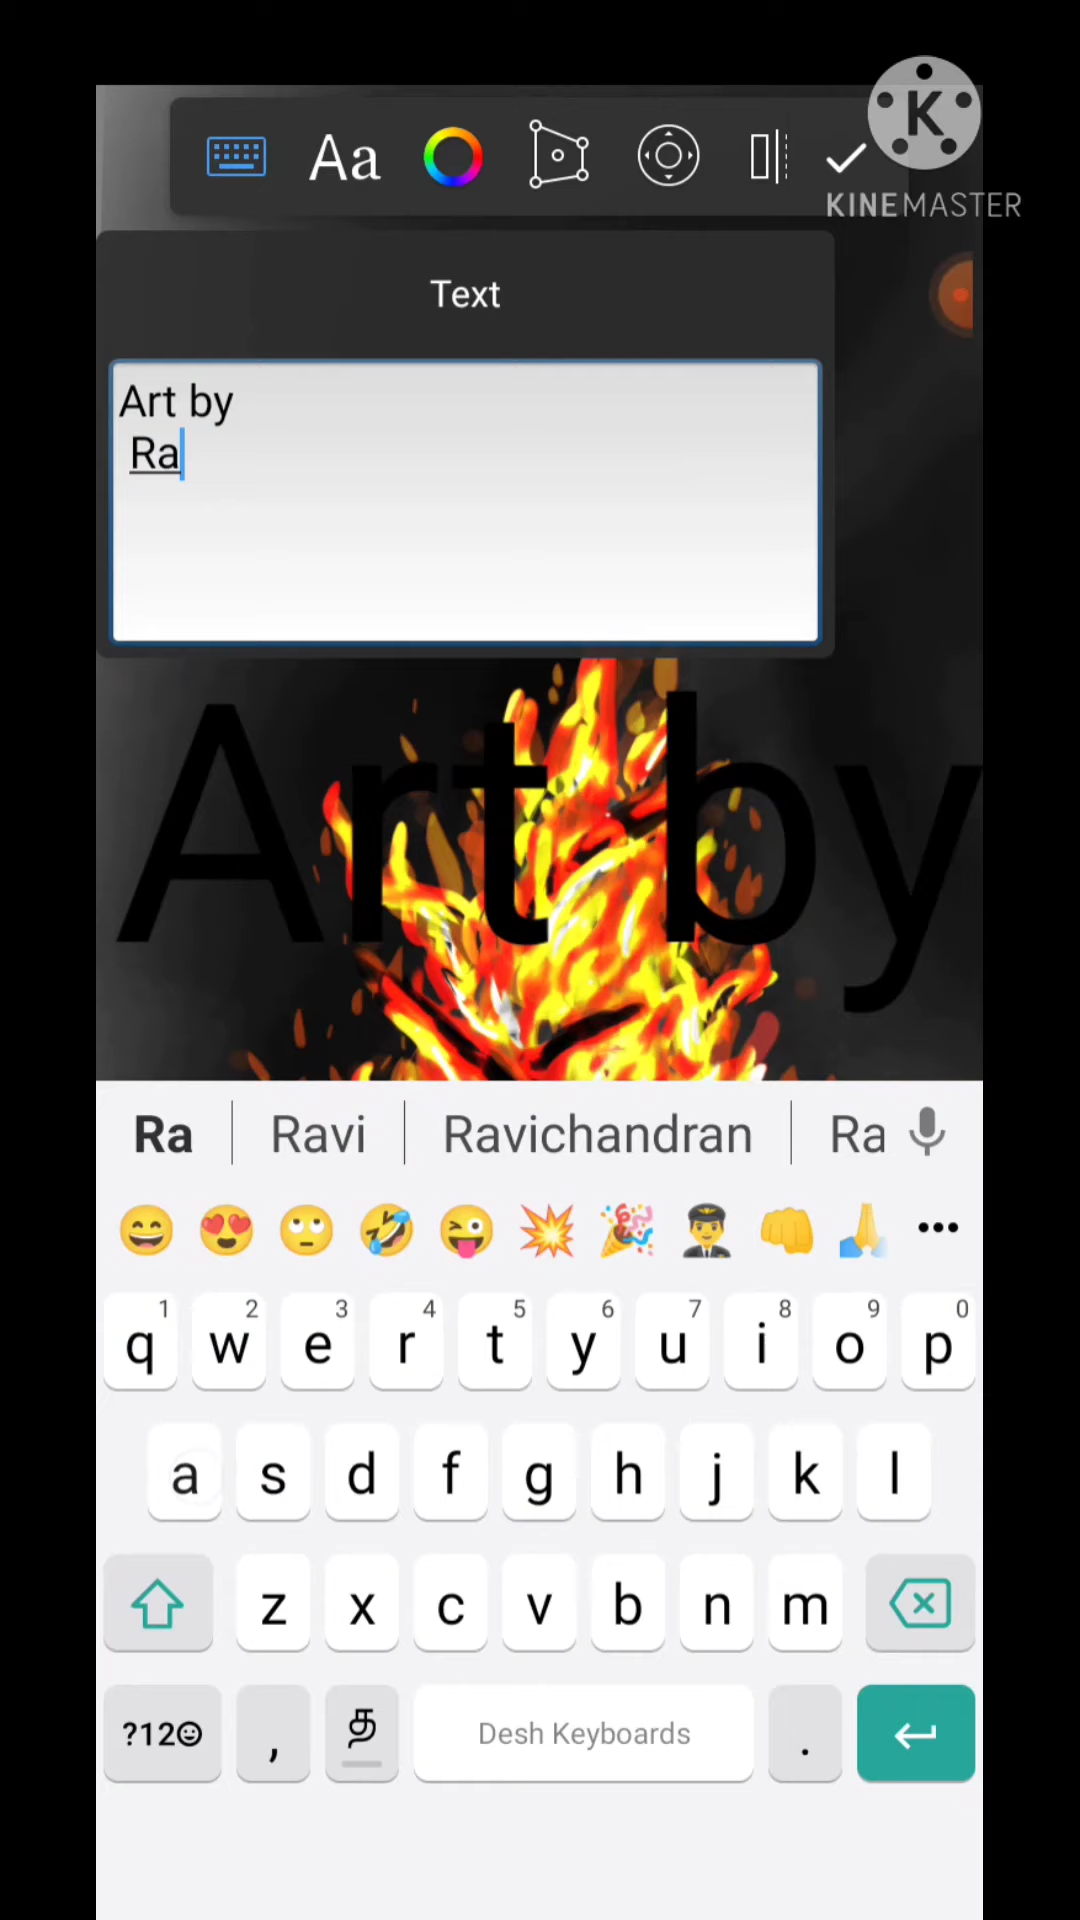 Aa
K
KINEMASTER
Text
Art by
Ra
Art by
Ra Ravi Ravichandran Ra
1 2 3 4 5 6 7 8 9 0
q w e r t y u i o p
a s d f g h j k l
z x c v b n m
?12 , த Desh Keyboards .